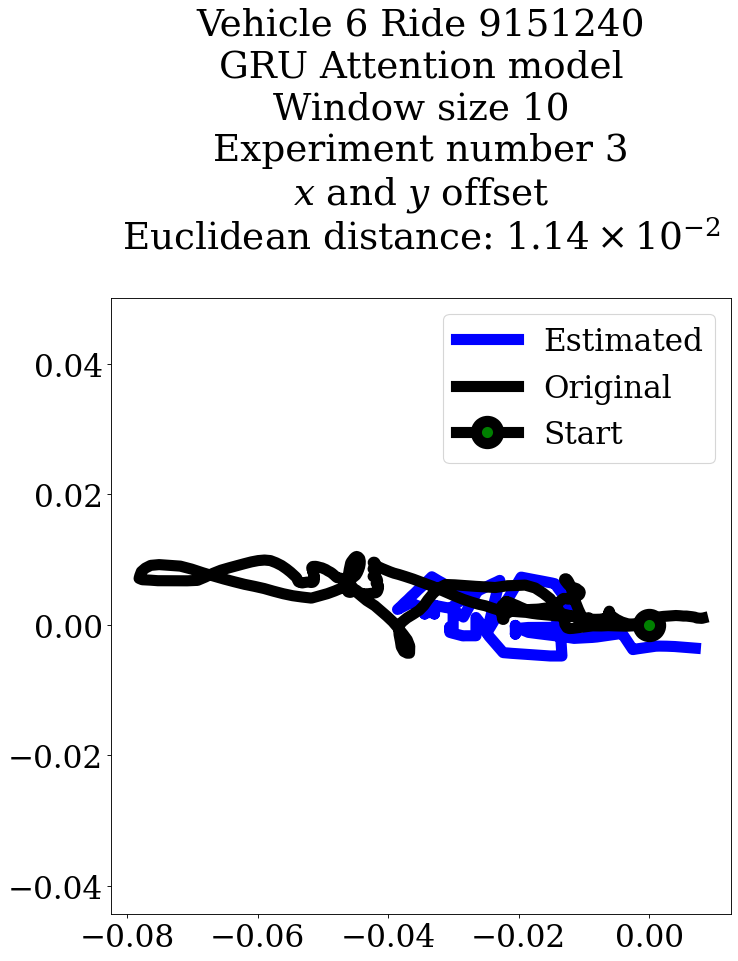 Vehicle 6 Ride 9151240
GRU Attention model
Window size 10
Experiment number 3
x and y offset
Euclidean distance: 1.14 × 10⁻²
Estimated
Original
Start
0.04
0.02
0.00
−0.02
−0.04
−0.08 −0.06 −0.04 −0.02 0.00